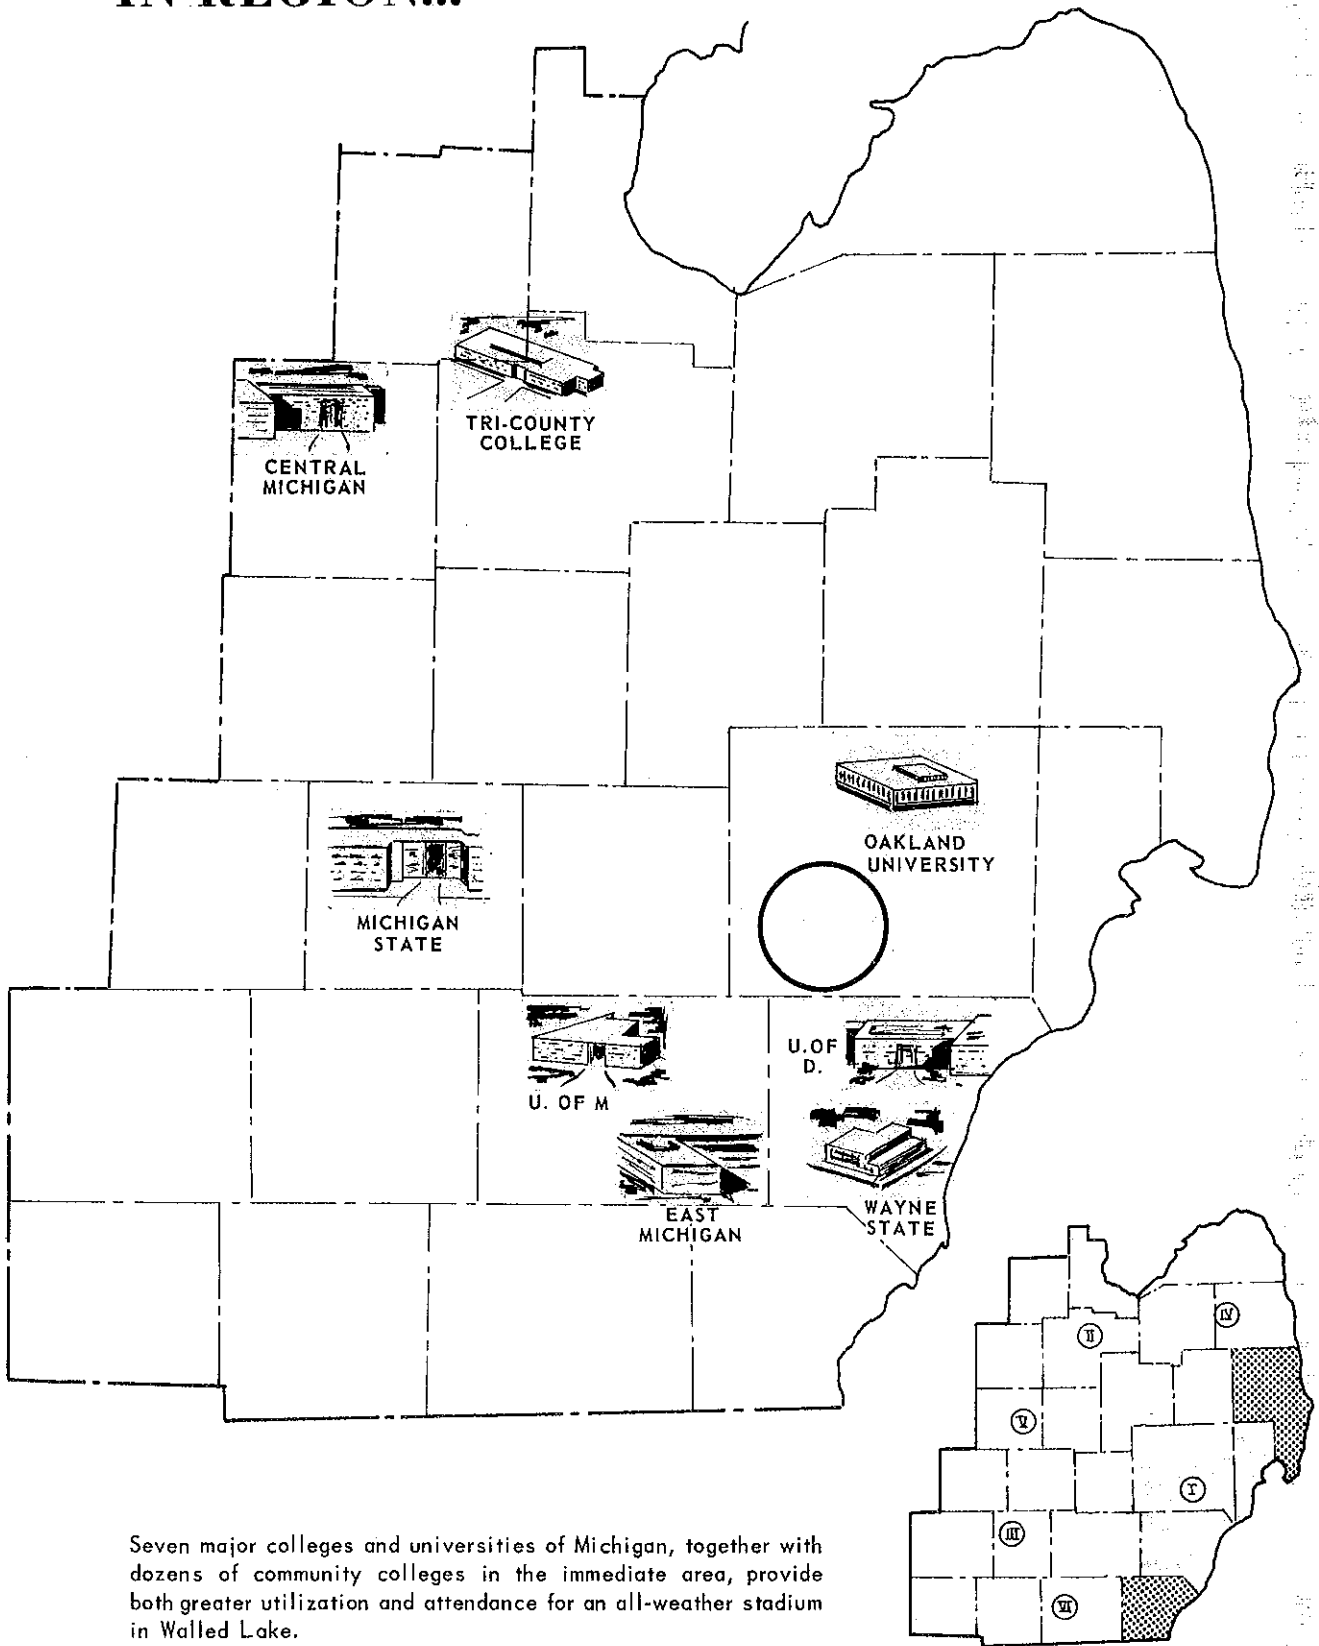 IN REGION...
TRI-COUNTY
COLLEGE
CENTRAL
MICHIGAN
OAKLAND
UNIVERSITY
MICHIGAN
STATE
U. OF
D.
U. OF M
EAST
MICHIGAN
WAYNE
STATE
IV
II
V
I
III
VI
Seven major colleges and universities of Michigan, together with
dozens of community colleges in the immediate area, provide
both greater utilization and attendance for an all-weather stadium
in Walled Lake.